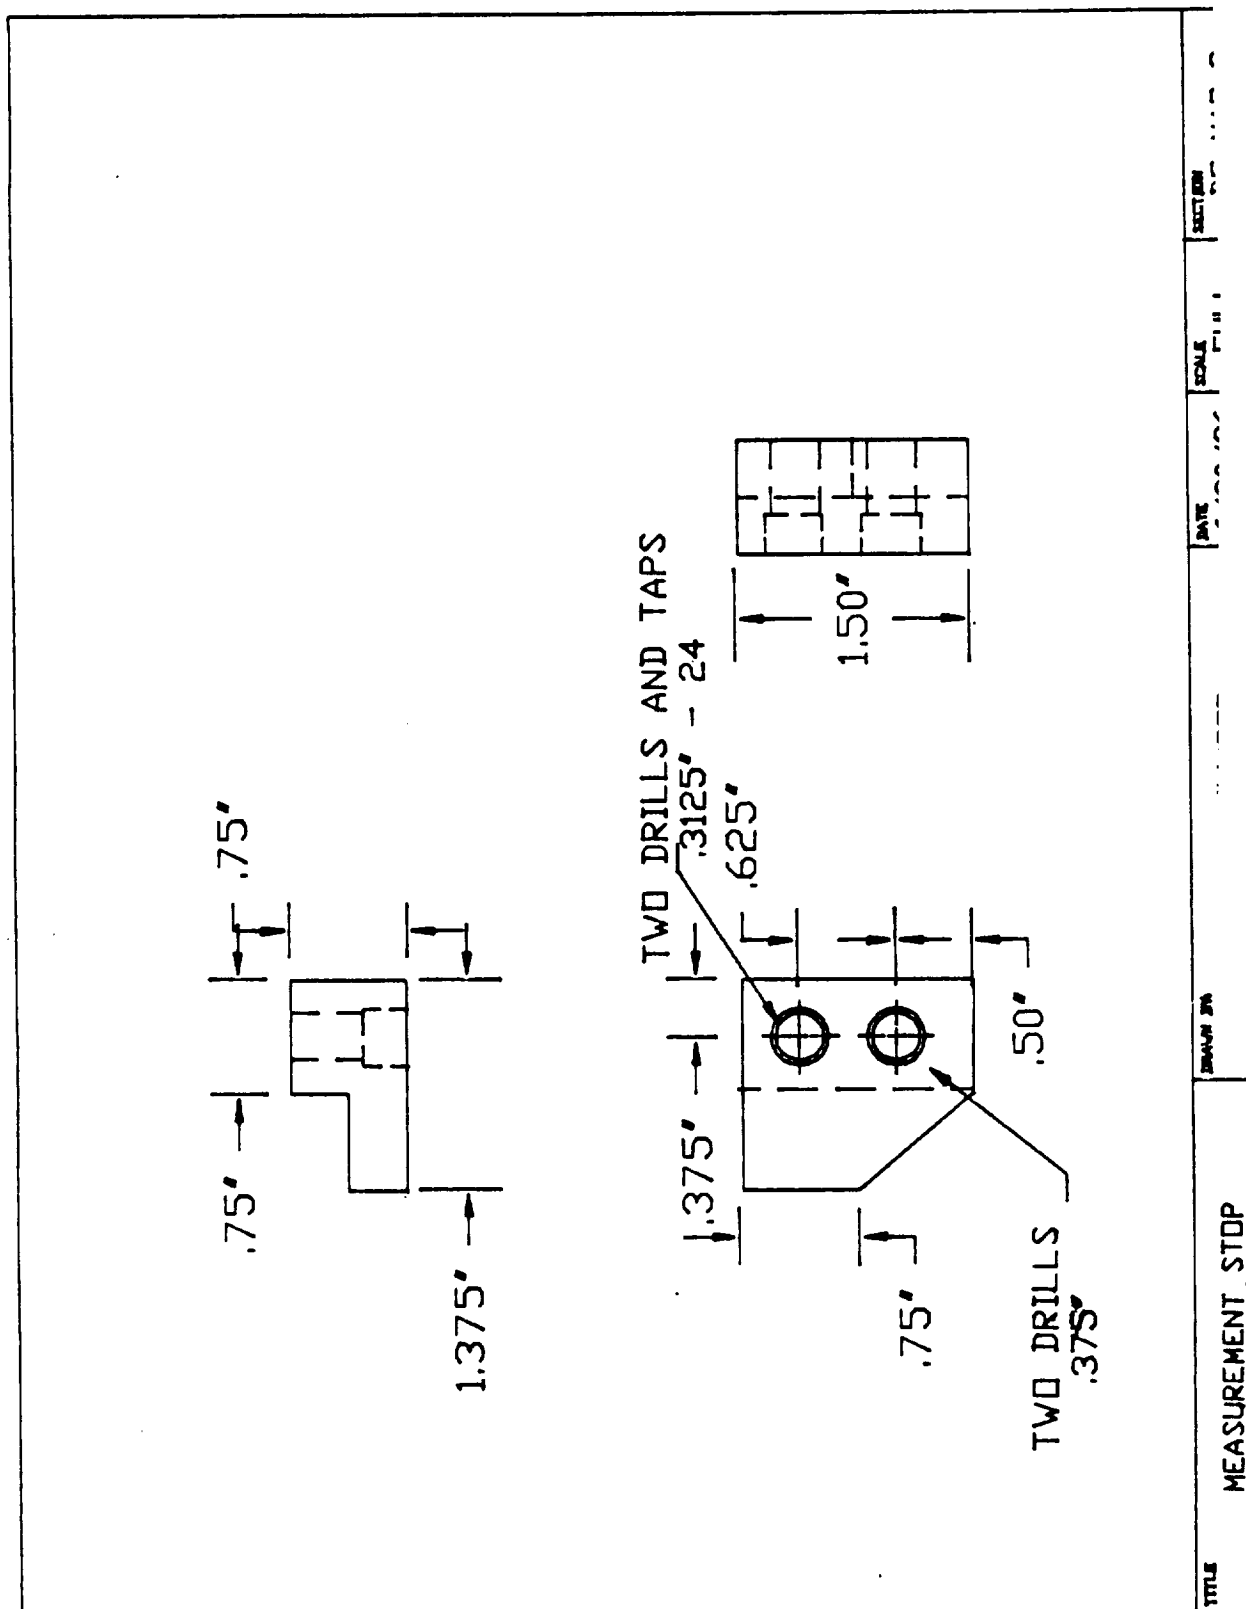 .75"
.75"
1.375"
TWO DRILLS AND TAPS
.3125" - 24
.625"
1.50"
1.375"
.50"
.75"
TWO DRILLS
.375"
TITLE
MEASUREMENT STOP
DRAWN
DATE
SCALE
SECTION